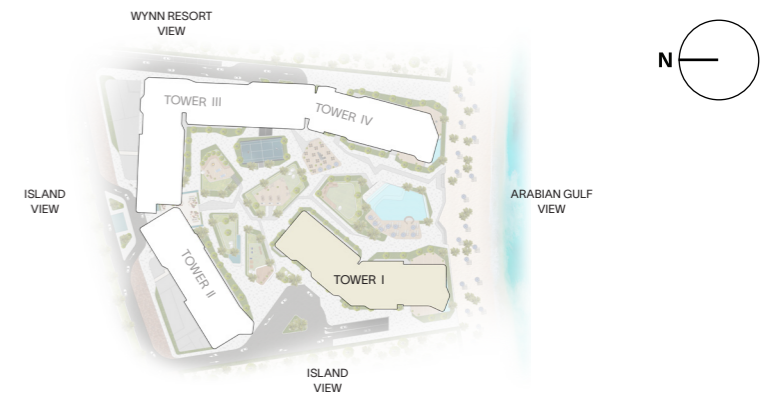 WYNN RESORT
VIEW
N
TOWER III
TOWER IV
ISLAND
VIEW
ARABIAN GULF
VIEW
TOWER II
TOWER I
ISLAND
VIEW